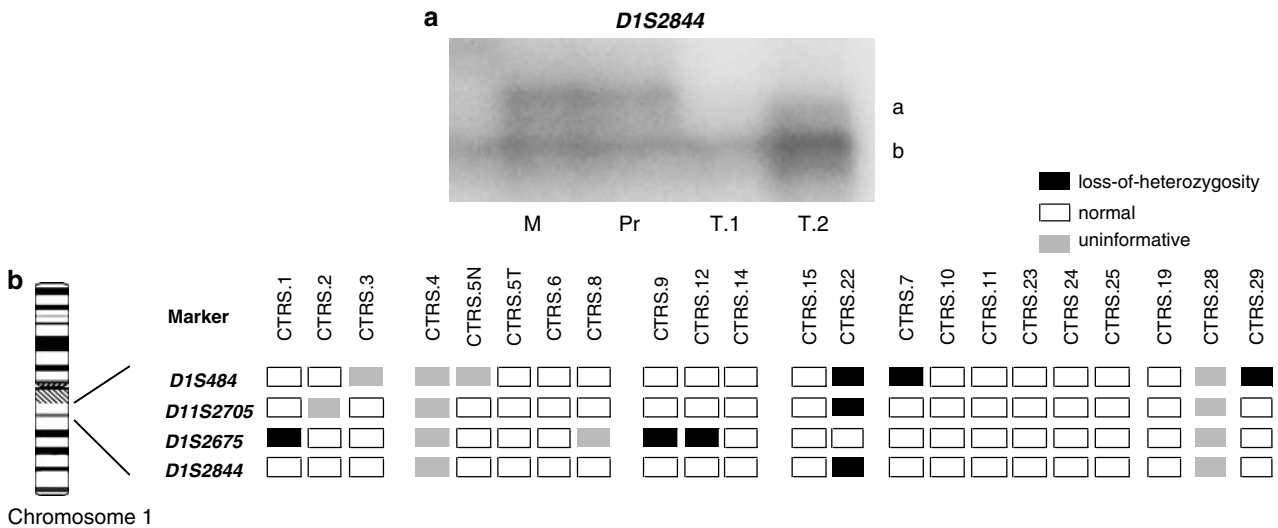 a
D1S2844
a
b
M Pr T.1 T.2
loss-of-heterozygosity
normal
uninformative
b
Marker
CTRS.1 CTRS.2 CTRS.3 CTRS.4 CTRS.5N CTRS.5T CTRS.6 CTRS.8 CTRS.9 CTRS.12 CTRS.14 CTRS.15 CTRS.22 CTRS.7 CTRS.10 CTRS.11 CTRS.23 CTRS 24 CTRS.25 CTRS.19 CTRS.28 CTRS.29
D1S484
D11S2705
D1S2675
D1S2844
Chromosome 1